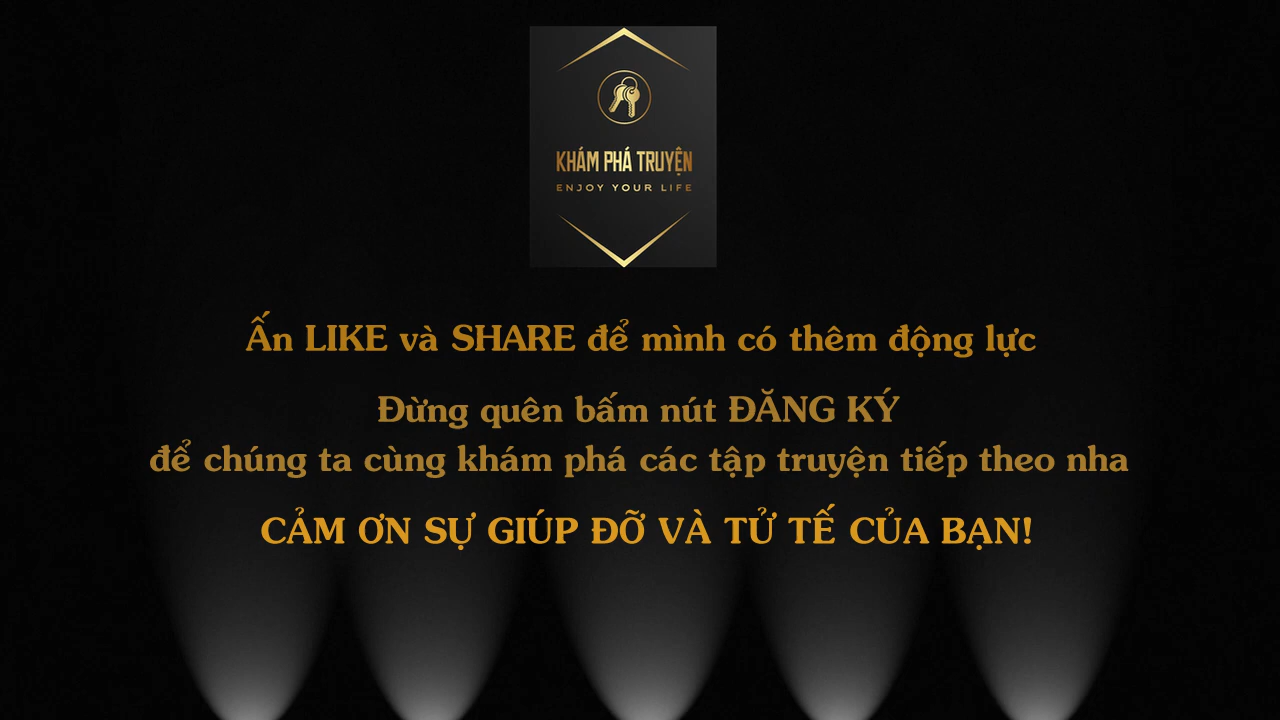 KHÁM PHÁ TRUYỆN
ENJOY YOUR LIFE
Ấn LIKE và SHARE để mình có thêm động lực
Đừng quên bấm nút ĐĂNG KÝ
để chúng ta cùng khám phá các tập truyện tiếp theo nha
CẢM ƠN SỰ GIÚP ĐỠ VÀ TỬ TẾ CỦA BẠN!